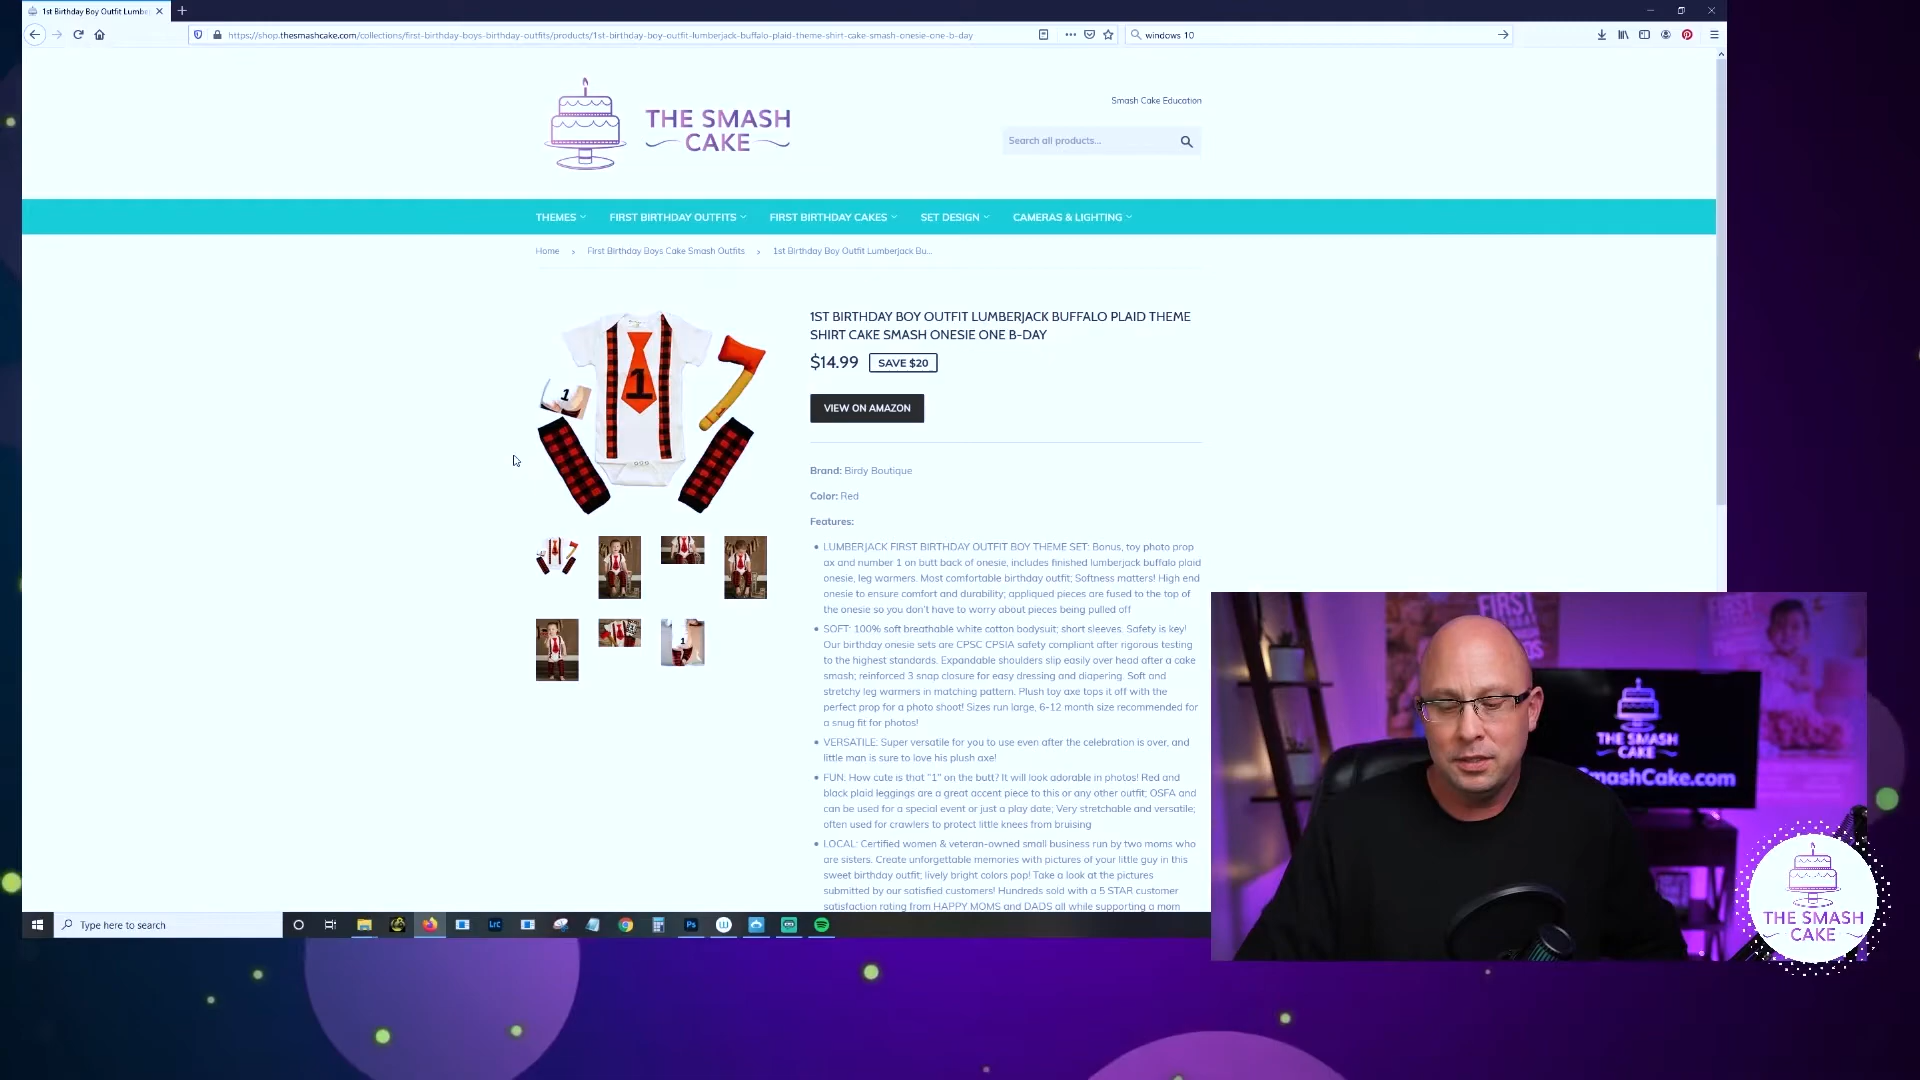 1st Birthday Boy Outfit Lumbe
https://shop.thesmashcake.com/collections/first-birthday-boys-birthday-outfits/products/1st-birthday-boy-outfit-lumberjack-buffalo-plaid-theme-shirt-cake-smash-onesie-one-b-day
windows 10
Smash Cake Education
THE SMASH
CAKE
Search all products...
THEMES FIRST BIRTHDAY OUTFITS FIRST BIRTHDAY CAKES SET DESIGN CAMERAS & LIGHTING
Home › First Birthday Boys Cake Smash Outfits › 1st Birthday Boy Outfit Lumberjack Bu...
1ST BIRTHDAY BOY OUTFIT LUMBERJACK BUFFALO PLAID THEME
SHIRT CAKE SMASH ONESIE ONE B-DAY
$14.99 SAVE $20
VIEW ON AMAZON
1
1
Brand: Birdy Boutique
Color: Red
Features:
• LUMBERJACK FIRST BIRTHDAY OUTFIT BOY THEME SET: Bonus, toy photo prop
ax and number 1 on butt back of onesie, includes finished lumberjack buffalo plaid
onesie, leg warmers. Most comfortable birthday outfit; Softness matters! High end
onesie to ensure comfort and durability; appliqued pieces are fused to the top of
the onesie so you don't have to worry about pieces being pulled off
• SOFT: 100% soft breathable white cotton bodysuit; short sleeves. Safety is key!
Our birthday onesie sets are CPSC CPSIA safety compliant after rigorous testing
to the highest standards. Expandable shoulders slip easily over head after a cake
smash; reinforced 3 snap closure for easy dressing and diapering. Soft and
stretchy leg warmers in matching pattern. Plush toy axe tops it off with the
perfect prop for a photo shoot! Sizes run large, 6-12 month size recommended for
a snug fit for photos!
• VERSATILE: Super versatile for you to use even after the celebration is over, and
little man is sure to love his plush axe!
• FUN: How cute is that "1" on the butt? It will look adorable in photos! Red and
black plaid leggings are a great accent piece to this or any other outfit; OSFA and
can be used for a special event or just a play date; Very stretchable and versatile;
often used for crawlers to protect little knees from bruising
• LOCAL: Certified women & veteran-owned small business run by two moms who
are sisters. Create unforgettable memories with pictures of your little guy in this
sweet birthday outfit; lively bright colors pop! Take a look at the pictures
submitted by our satisfied customers! Hundreds sold with a 5 STAR customer
satisfaction rating from HAPPY MOMS and DADS all while supporting a mom
1
FIRST
THE SMASH
CAKE
SmashCake.com
THE SMASH
CAKE
Type here to search
LrC
Ps